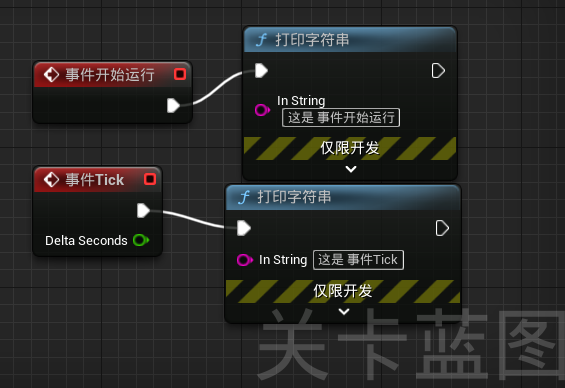 事件开始运行
打印字符串
In String
这是 事件开始运行
仅限开发
事件Tick
Delta Seconds
打印字符串
In String 这是 事件Tick
仅限开发
关卡蓝图